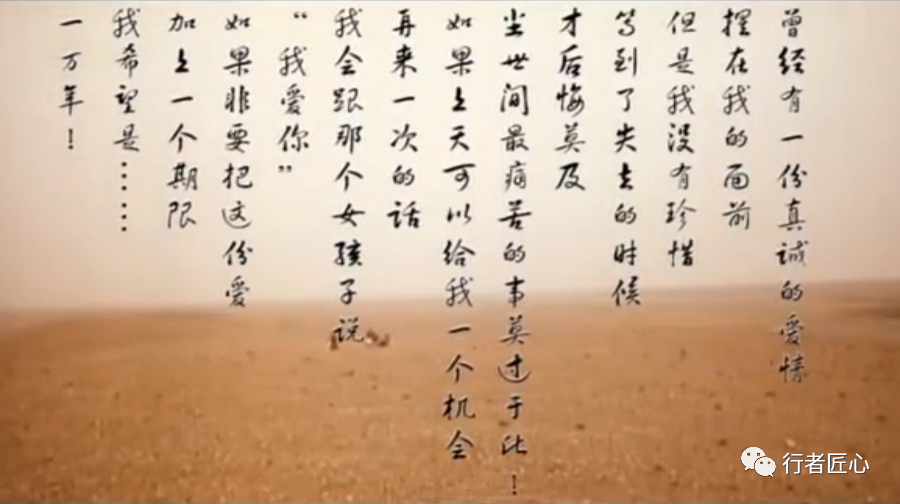 曾经有一份真诚的爱情
摆在我的面前
但是我没有珍惜
等到了失去的时候
才后悔莫及
尘世间最痛苦的事莫过于此！
如果上天可以给我一个机会
再来一次的话
我会跟那个女孩子说
“我爱你”
如果非要把这份爱
加上一个期限
我希望是……
一万年！
行者匠心